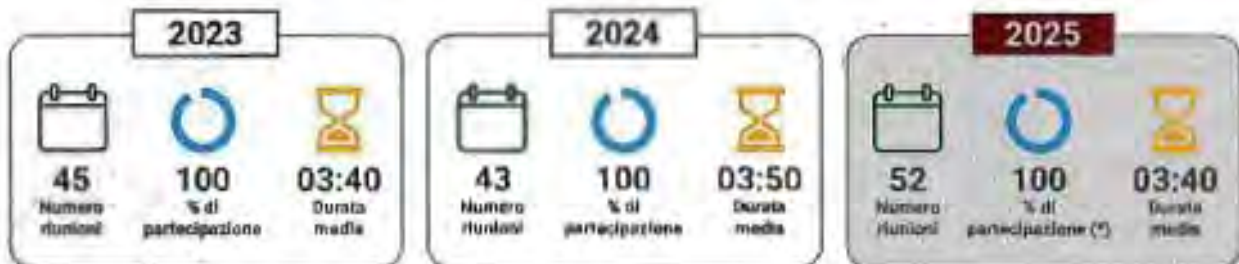 2023
45
Numero
riunioni
100
% di
partecipazione
03:40
Durata
media
2024
43
Numero
riunioni
100
% di
partecipazione
03:50
Durata
media
2025
52
Numero
riunioni
100
% di
partecipazione (*)
03:40
Durata
media